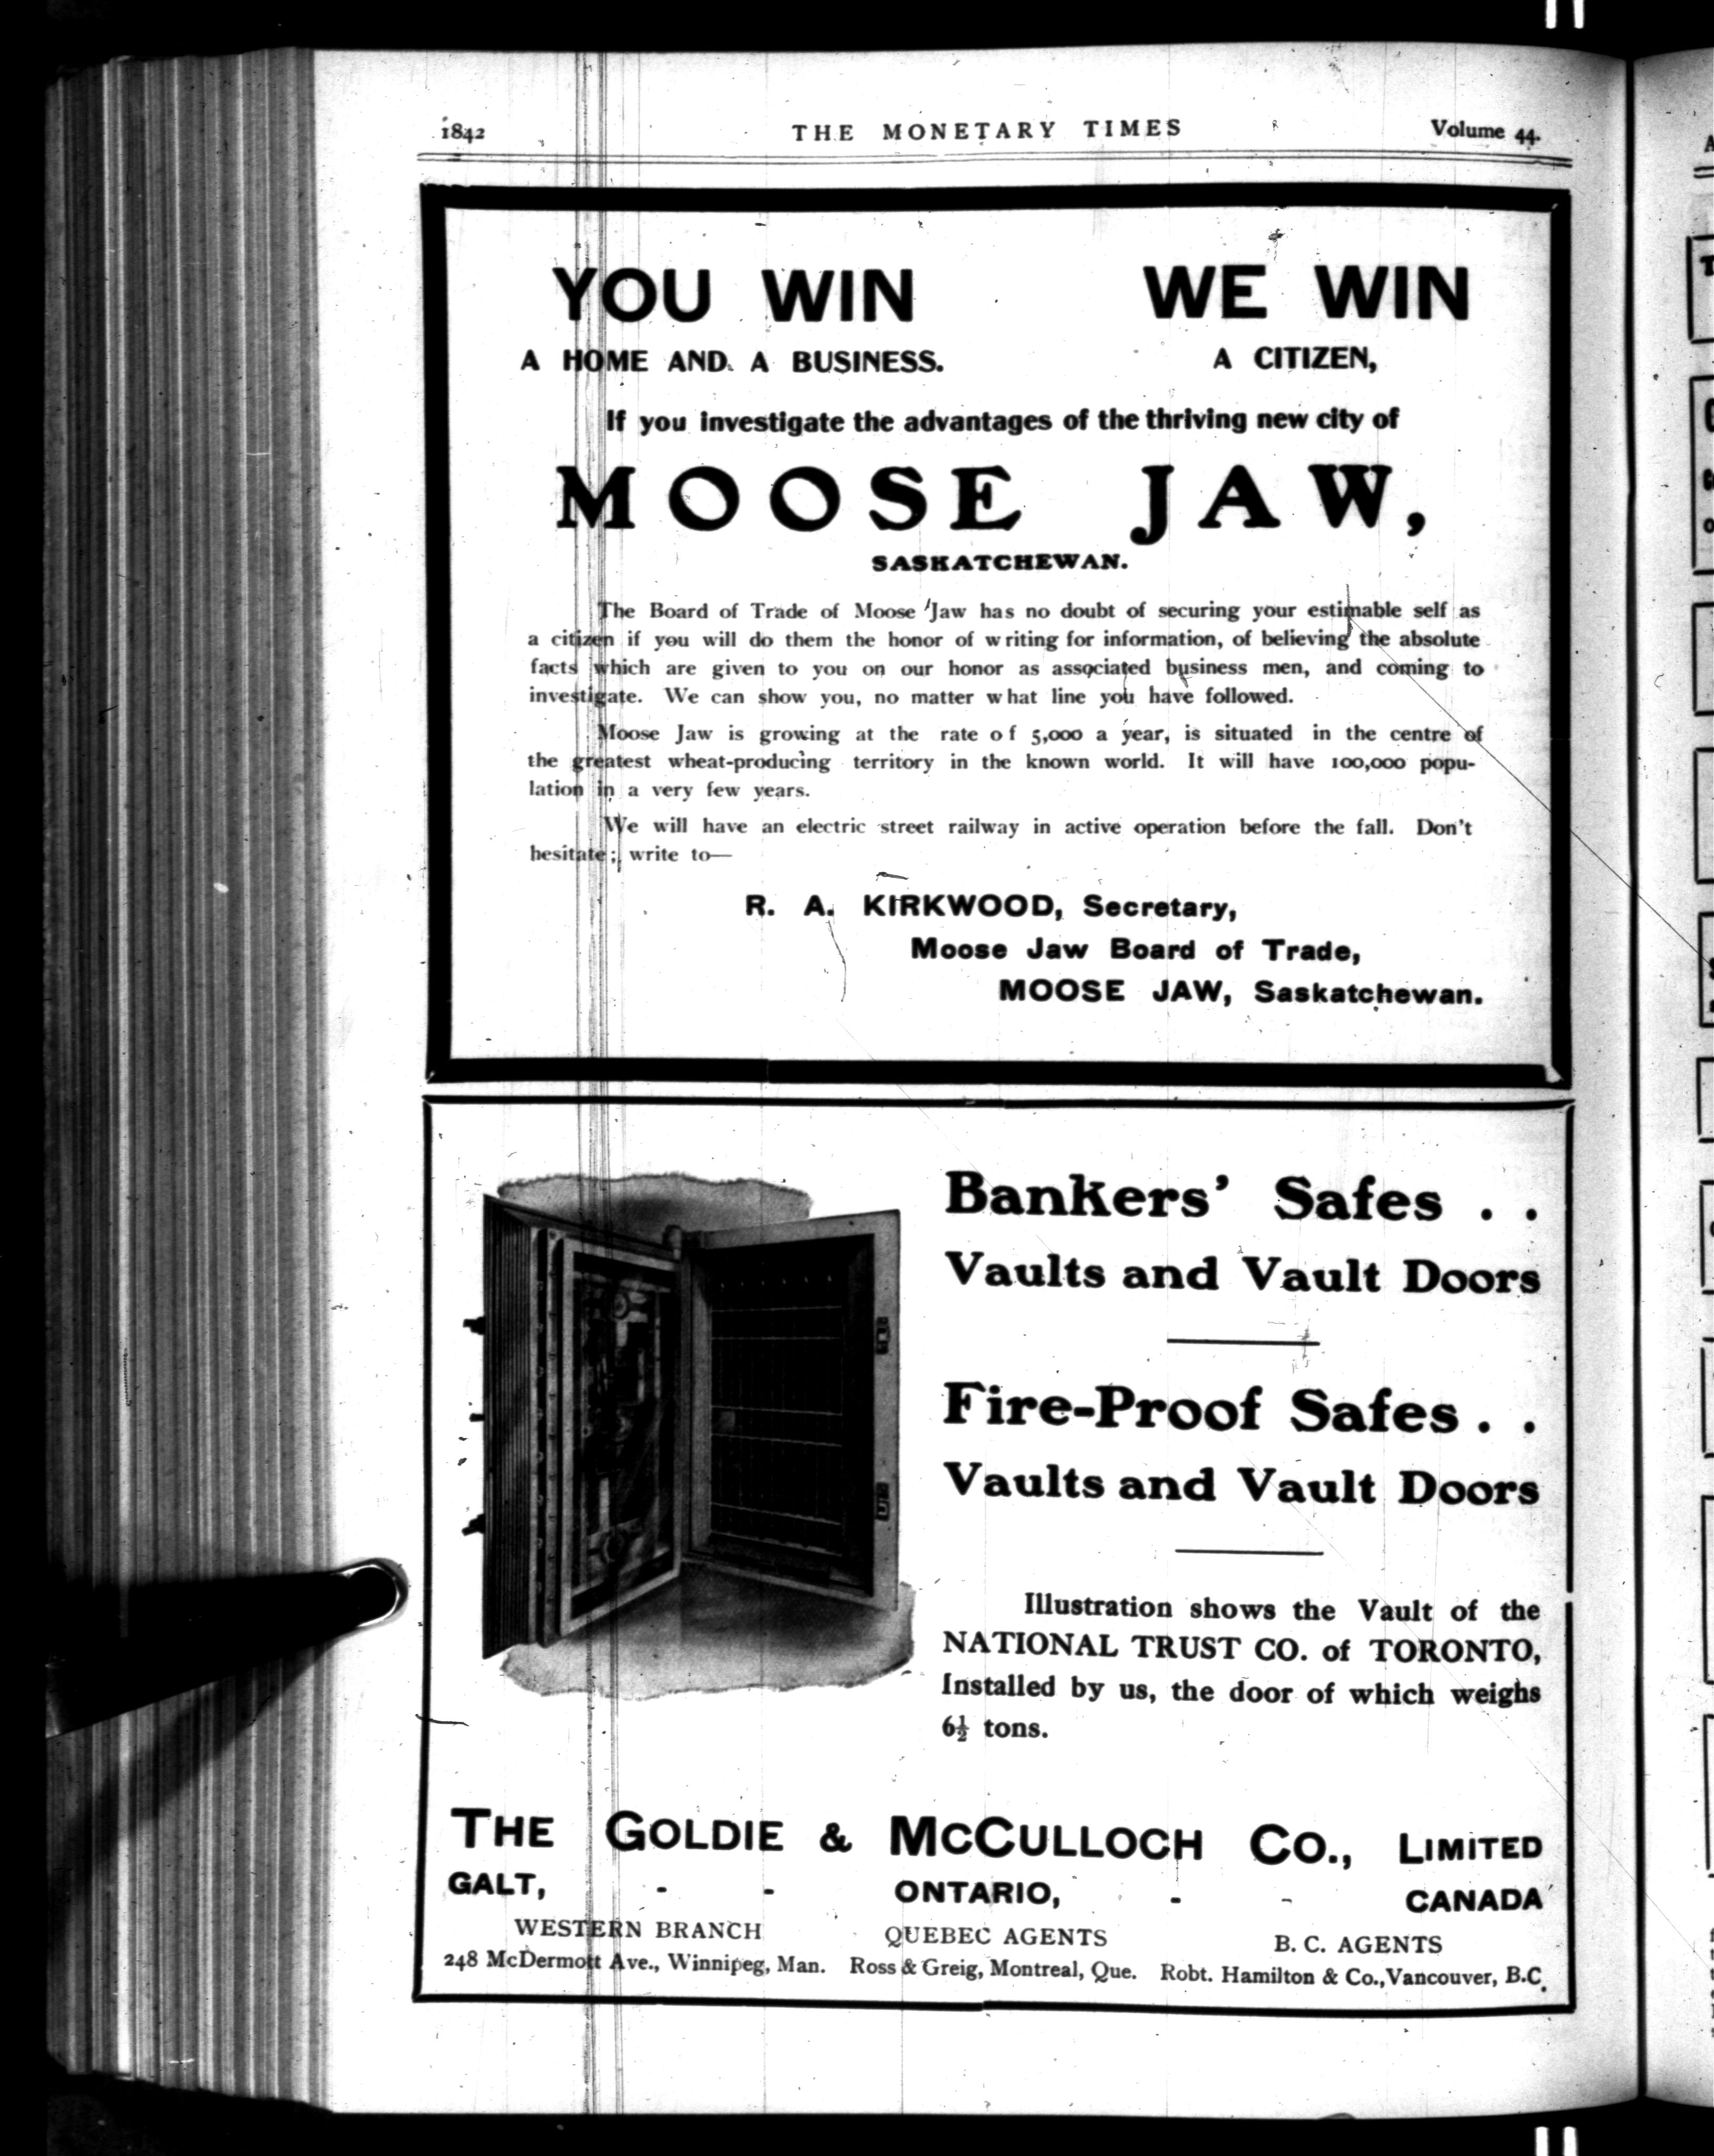 1842 THE MONETARY TIMES Volume 44.
YOU WIN WE WIN
A HOME AND A BUSINESS. A CITIZEN,
If you investigate the advantages of the thriving new city of
MOOSE JAW,
SASKATCHEWAN.
The Board of Trade of Moose Jaw has no doubt of securing your estimable self as
a citizen if you will do them the honor of writing for information, of believing the absolute
facts which are given to you on our honor as associated business men, and coming to
investigate. We can show you, no matter what line you have followed.
Moose Jaw is growing at the rate of 5,000 a year, is situated in the centre of
the greatest wheat-producing territory in the known world. It will have 100,000 popu-
lation in a very few years.
We will have an electric street railway in active operation before the fall. Don't
hesitate; write to—
R. A. KIRKWOOD, Secretary,
Moose Jaw Board of Trade,
MOOSE JAW, Saskatchewan.
Bankers' Safes . .
Vaults and Vault Doors
Fire-Proof Safes . .
Vaults and Vault Doors
Illustration shows the Vault of the
NATIONAL TRUST CO. of TORONTO,
Installed by us, the door of which weighs
6½ tons.
THE GOLDIE & McCULLOCH CO., LIMITED
GALT, - - ONTARIO, - - CANADA
WESTERN BRANCH QUEBEC AGENTS B. C. AGENTS
248 McDermott Ave., Winnipeg, Man. Ross & Greig, Montreal, Que. Robt. Hamilton & Co., Vancouver, B.C.